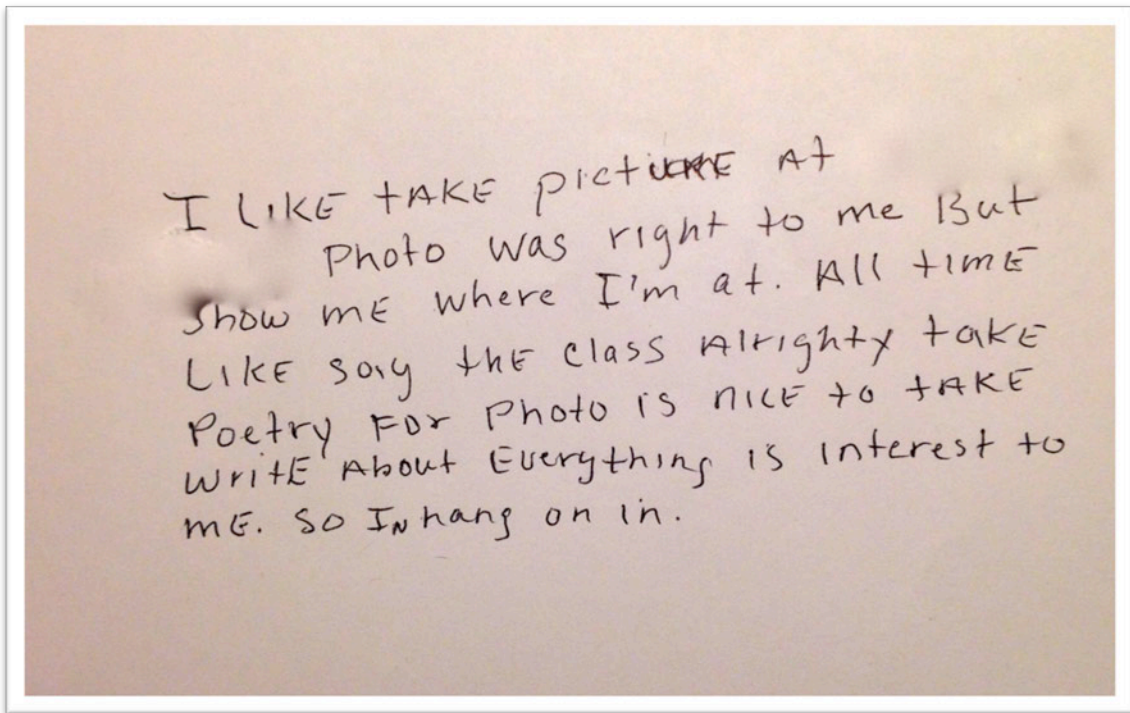 I LIKE tAKE pictURE At
Photo was right to me But
show mE where I'm at. All timE
LIKE say thE class Alrighty take
Poetry For Photo is nicE to tAKE
writE About Everything is interest to
mE. so IN hang on in.